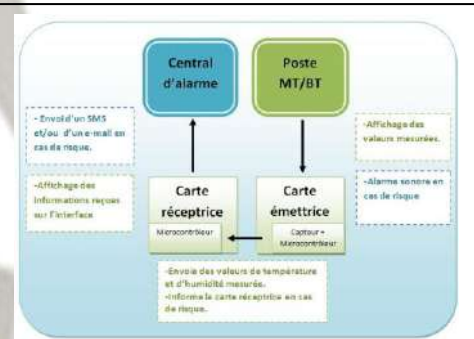 Central
d'alarme
Poste
MT/BT
- Envoi d'un SMS
et/ou d'un e-mail en
cas de risque.
-Affichage des
informations reçues
sur l'interface
-Affichage des
valeurs mesurées.
-Alarme sonore en
cas de risque
Carte
réceptrice
Microcontrôleur
Carte
émettrice
Capteur +
Microcontrôleur
-Envoie des valeurs de température
et d'humidité mesurées.
-Informe la carte réceptrice en cas
de risque.